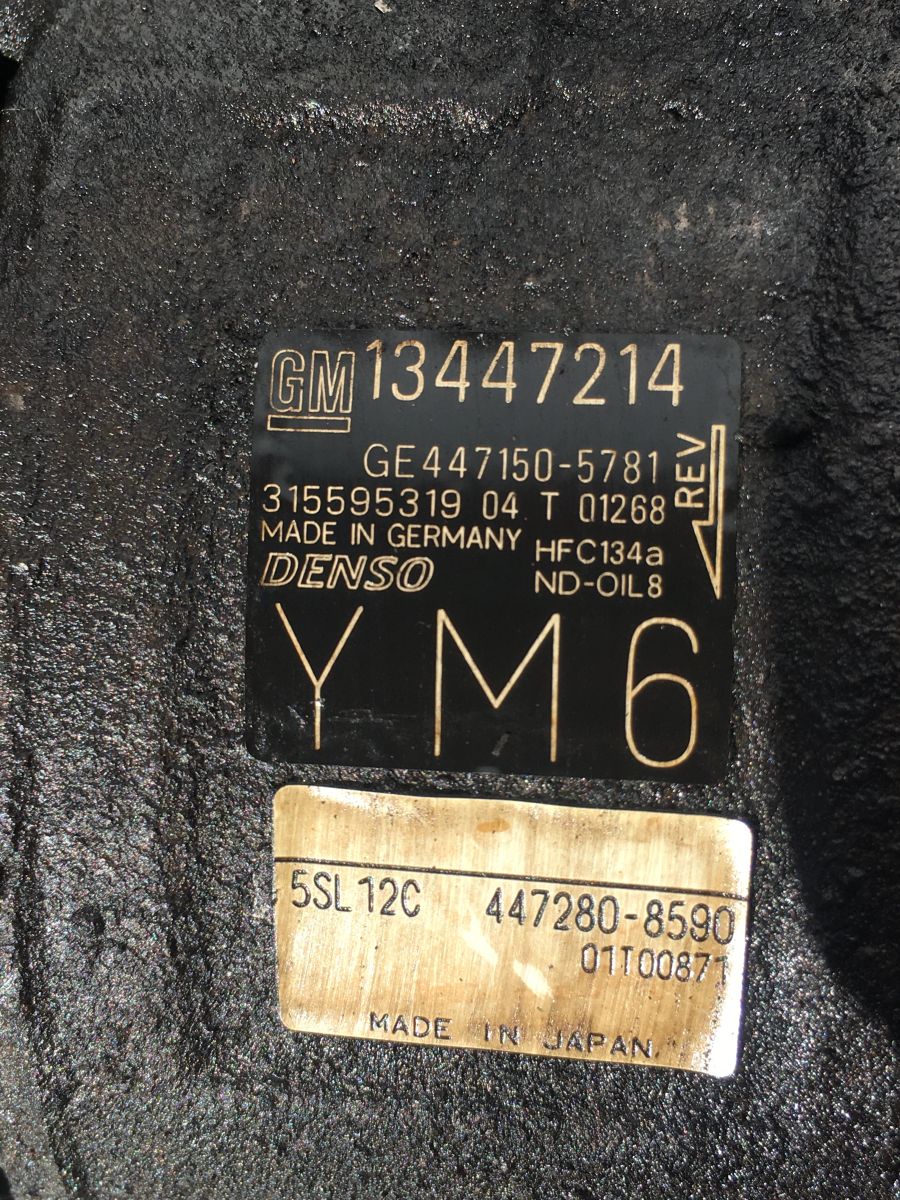 GM 13447214
GE447150-5781
REV
315595319 04 T 01268
MADE IN GERMANY HFC134a
DENSO ND-OIL8
YM6
5SL12C 447280-8590
01T00871
MADE IN JAPAN